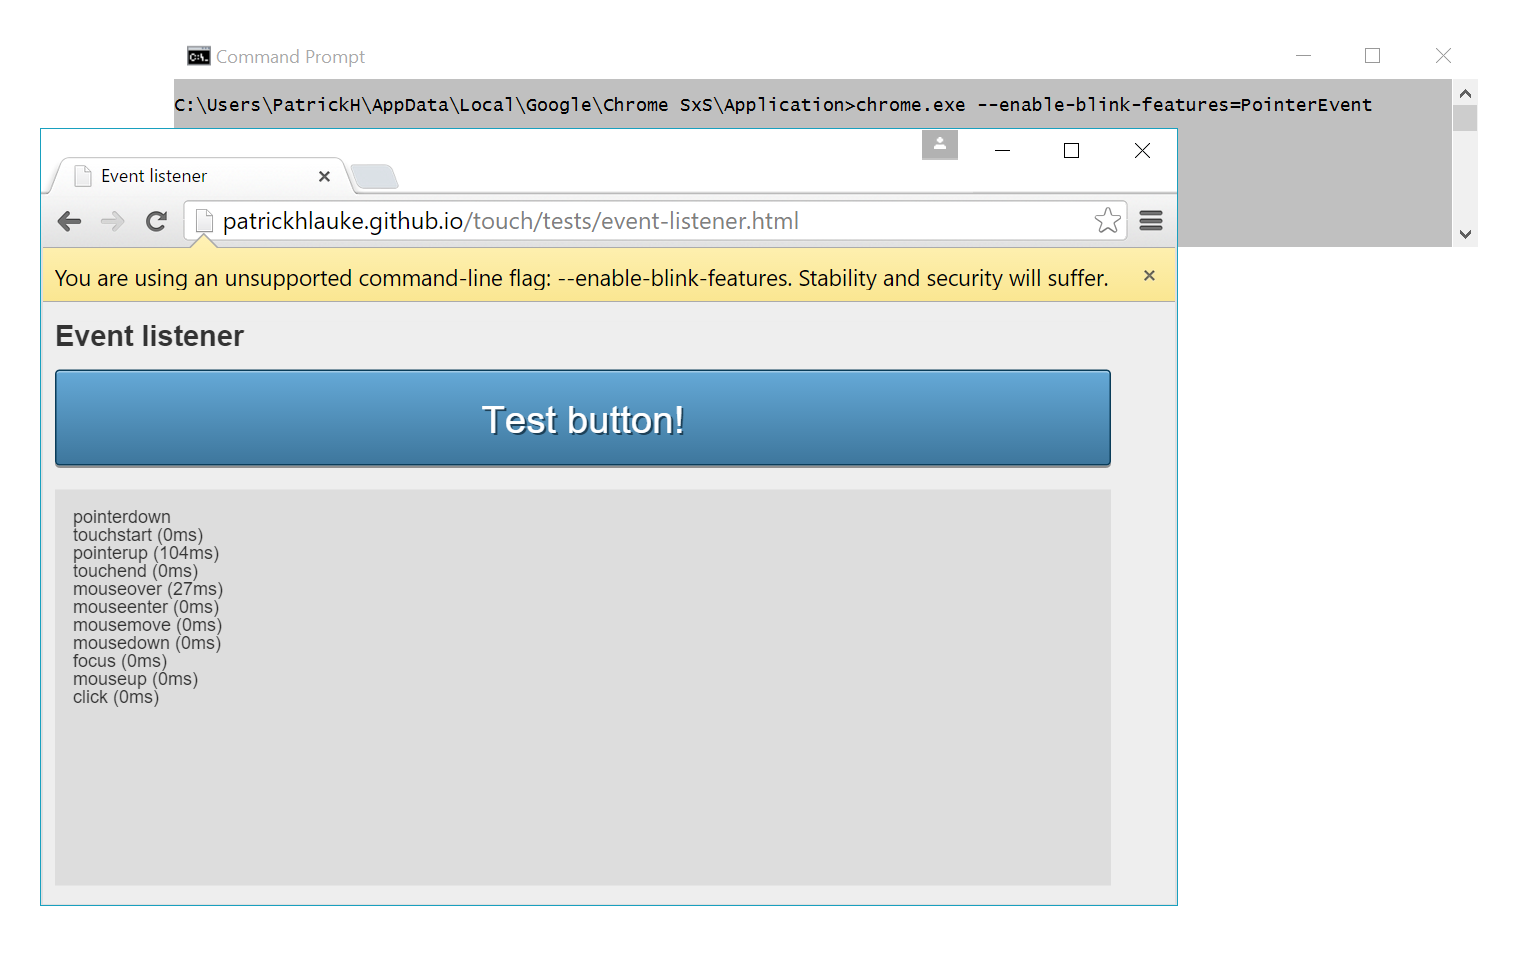 Command Prompt
C:\Users\PatrickH\AppData\Local\Google\Chrome SxS\Application>chrome.exe --enable-blink-features=PointerEvent
Event listener
patrickhlauke.github.io/touch/tests/event-listener.html
You are using an unsupported command-line flag: --enable-blink-features. Stability and security will suffer.
Event listener
Test button!
pointerdown
touchstart (0ms)
pointerup (104ms)
touchend (0ms)
mouseover (27ms)
mouseenter (0ms)
mousemove (0ms)
mousedown (0ms)
focus (0ms)
mouseup (0ms)
click (0ms)